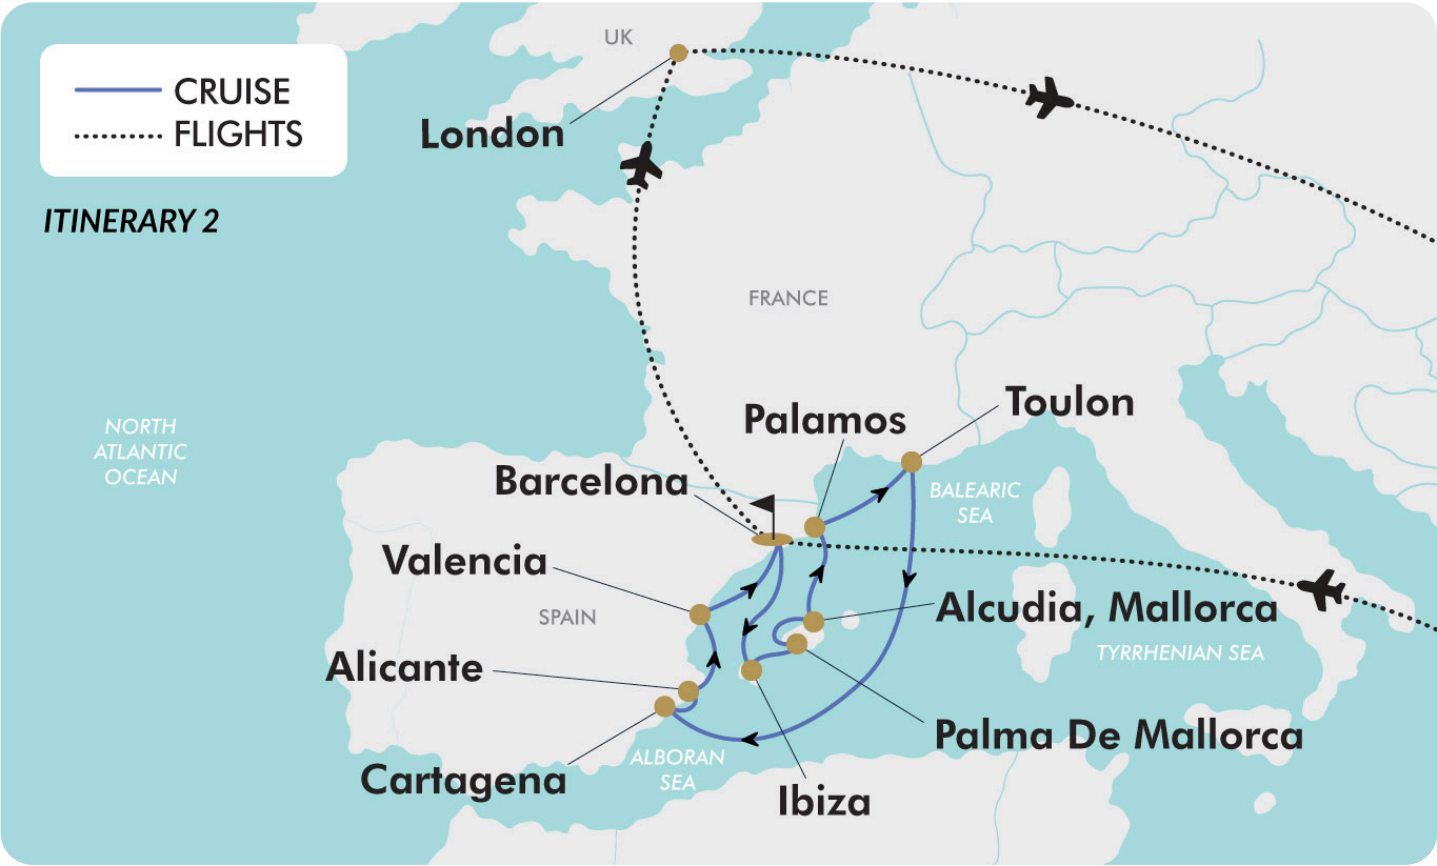 UK
CRUISE
FLIGHTS
London
ITINERARY 2
FRANCE
Toulon
Palamos
NORTH
ATLANTIC
OCEAN
Barcelona
BALEARIC
SEA
Valencia
SPAIN
Alcudia, Mallorca
TYRRHENIAN SEA
Alicante
Palma De Mallorca
ALBORAN
SEA
Cartagena
Ibiza